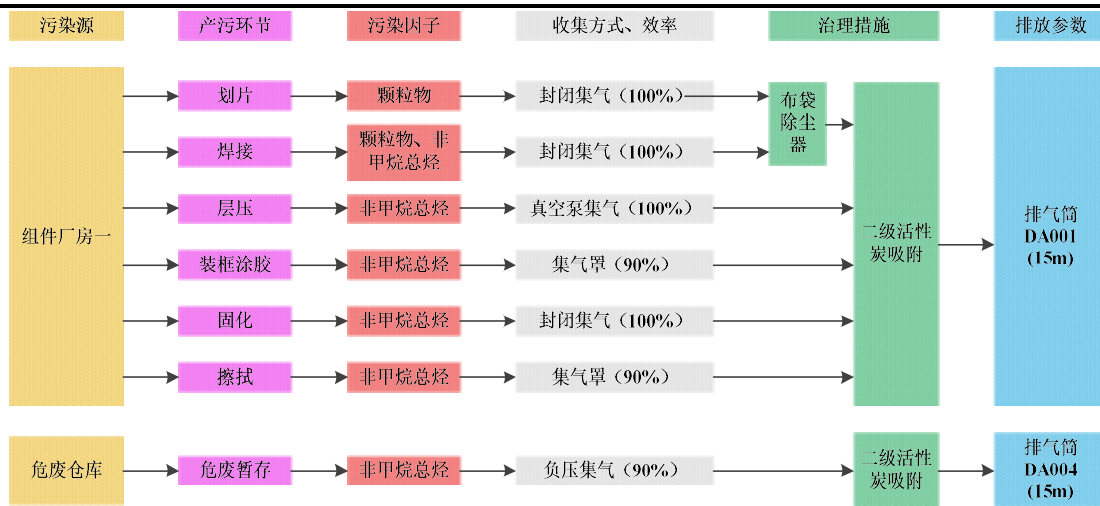 污染源
产污环节
污染因子
收集方式、效率
治理措施
排放参数
组件厂房一
划片
颗粒物
封闭集气（100%）
布袋
除尘
器
焊接
颗粒物、非
甲烷总烃
封闭集气（100%）
层压
非甲烷总烃
真空泵集气（100%）
装框涂胶
非甲烷总烃
集气罩（90%）
固化
非甲烷总烃
封闭集气（100%）
擦拭
非甲烷总烃
集气罩（90%）
二级活性
炭吸附
排气筒
DA001
(15m)
危废仓库
危废暂存
非甲烷总烃
负压集气（90%）
二级活性
炭吸附
排气筒
DA004
(15m)